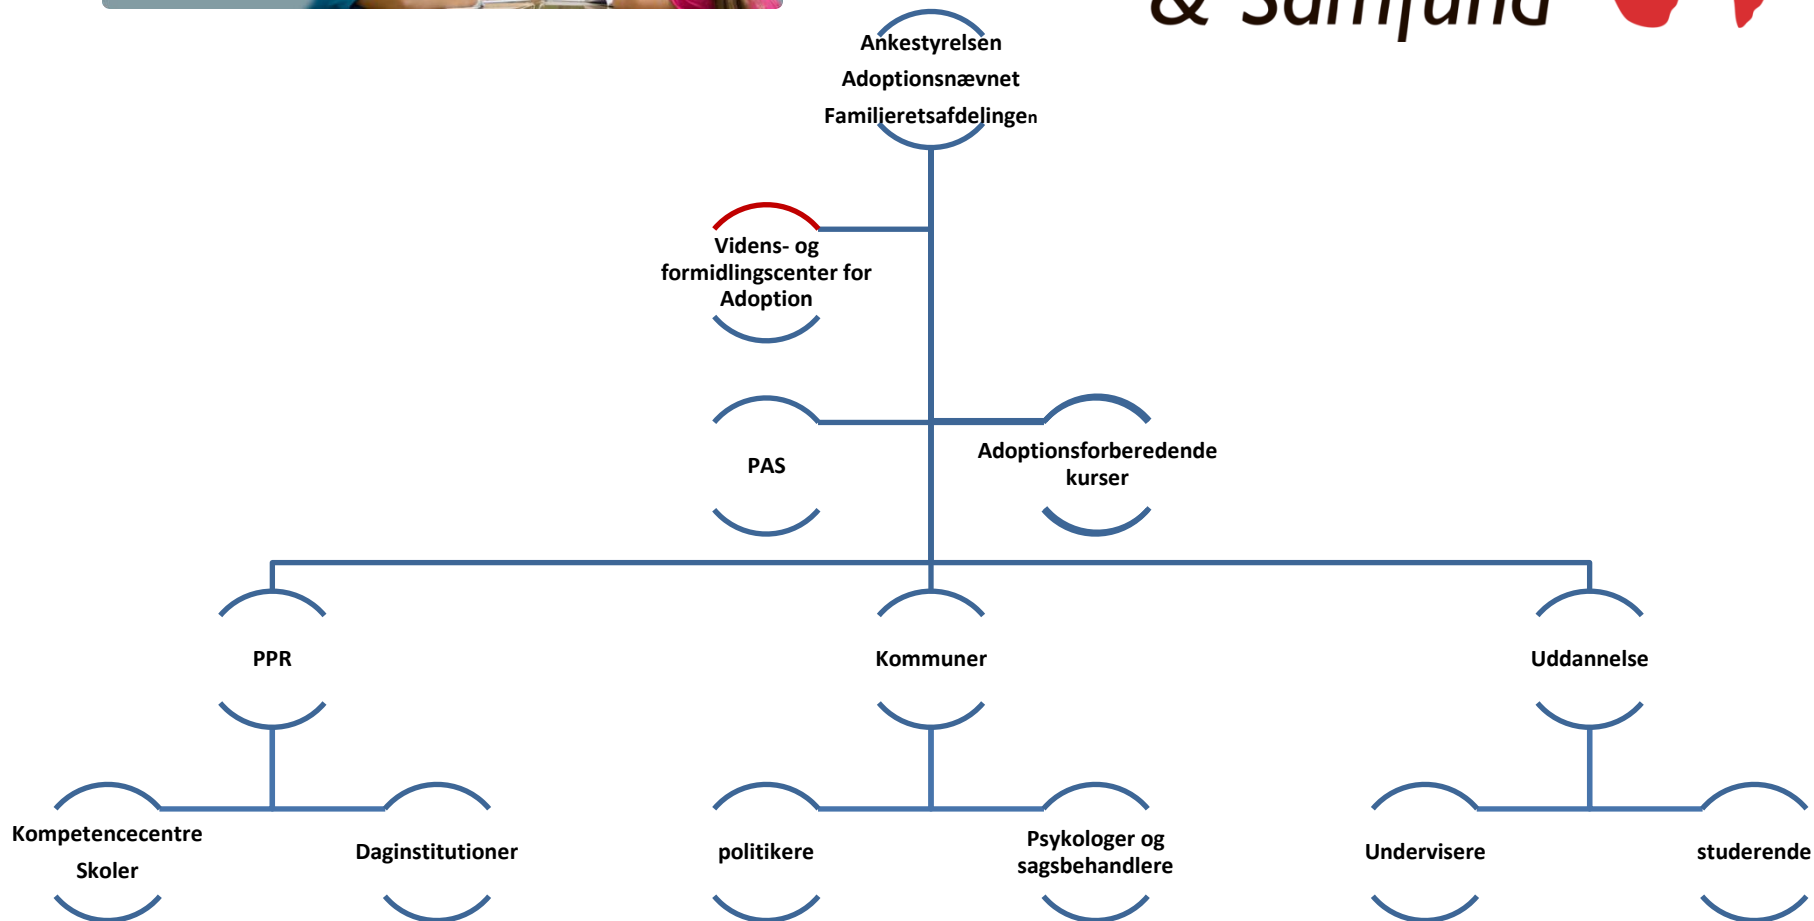 & Samfund
Ankestyrelsen
Adoptionsnævnet
Familieretsafdelingen
Videns- og
formidlingscenter for
Adoption
PAS
Adoptionsforberedende
kurser
PPR
Kommuner
Uddannelse
Kompetencecentre
Skoler
Daginstitutioner
politikere
Psykologer og
sagsbehandlere
Undervisere
studerende